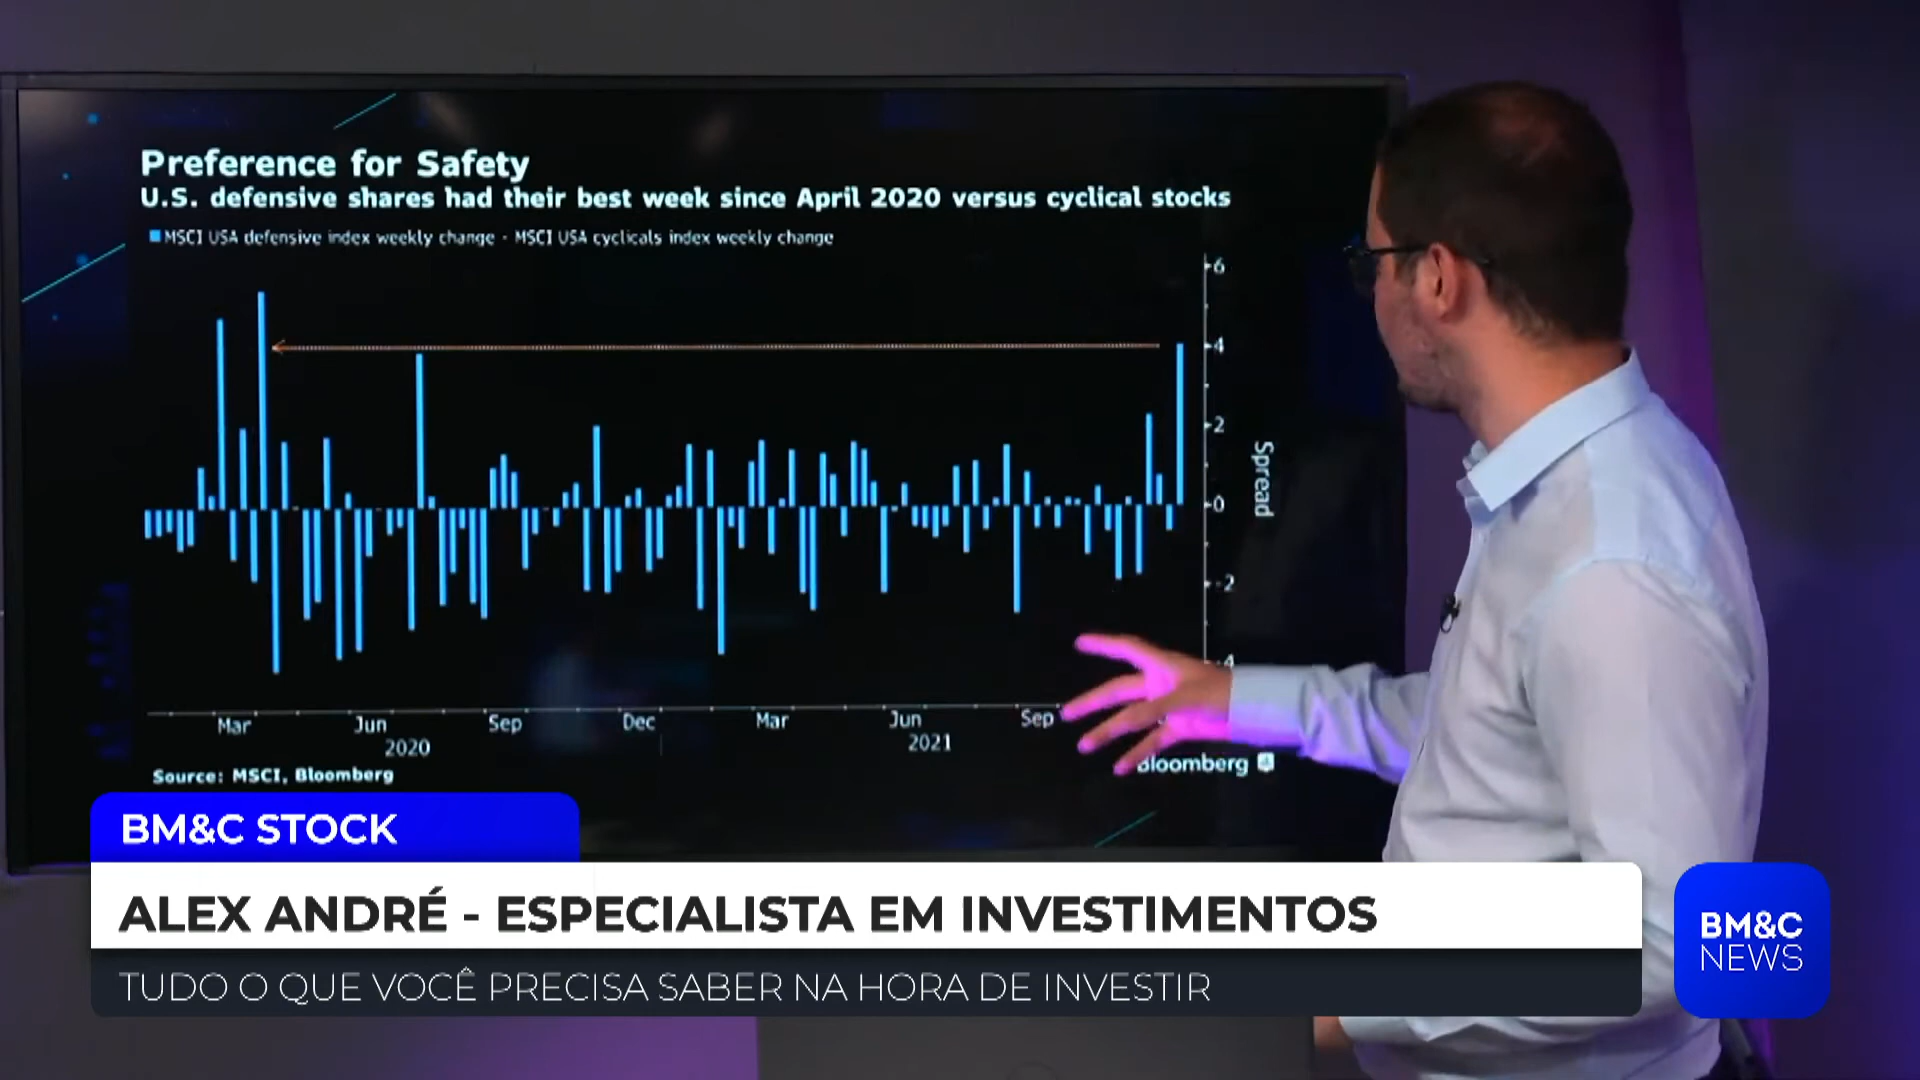 Preference for Safety
U.S. defensive shares had their best week since April 2020 versus cyclical stocks
MSCI USA defensive index weekly change - MSCI USA cyclicals index weekly change
6
4
2
0
-2
4
Spread
Mar Jun Sep Dec Mar Jun Sep
2020 2021
Source: MSCI, Bloomberg
Bloomberg
BM&C STOCK
ALEX ANDRÉ - ESPECIALISTA EM INVESTIMENTOS
TUDO O QUE VOCÊ PRECISA SABER NA HORA DE INVESTIR
BM&C
NEWS